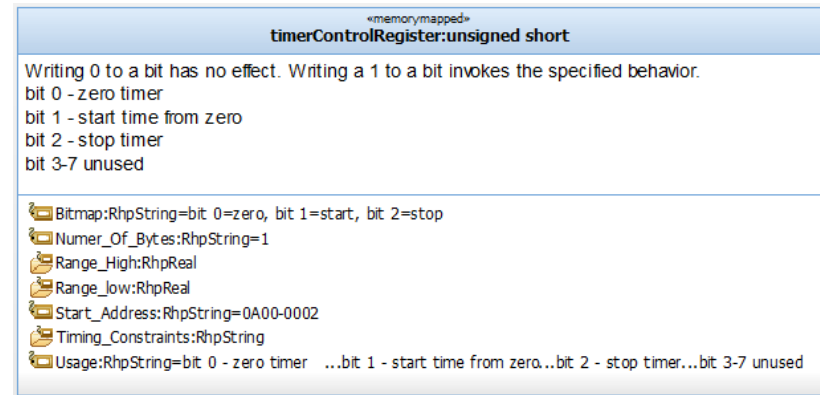 «memorymapped»
timerControlRegister:unsigned short
Writing 0 to a bit has no effect. Writing a 1 to a bit invokes the specified behavior.
bit 0 - zero timer
bit 1 - start time from zero
bit 2 - stop timer
bit 3-7 unused
Bitmap:RhpString=bit 0=zero, bit 1=start, bit 2=stop
Numer_Of_Bytes:RhpString=1
Range_High:RhpReal
Range_low:RhpReal
Start_Address:RhpString=0A00-0002
Timing_Constraints:RhpString
Usage:RhpString=bit 0 - zero timer ...bit 1 - start time from zero...bit 2 - stop timer...bit 3-7 unused